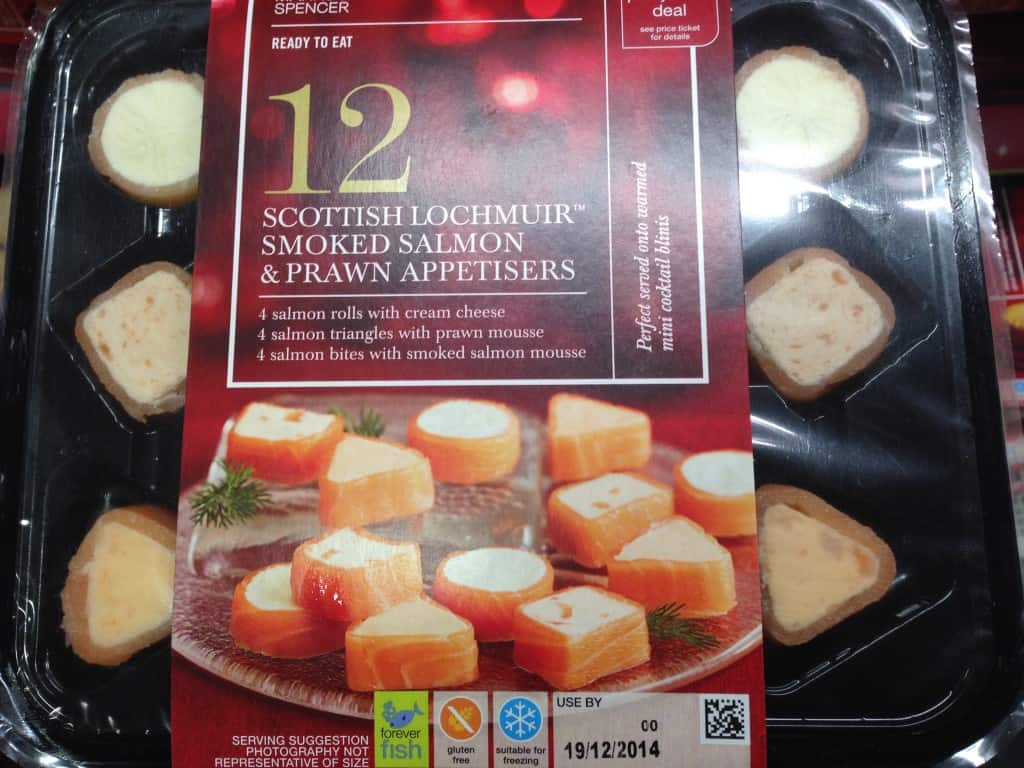 SPENCER
READY TO EAT
12
SCOTTISH LOCHMUIR™
SMOKED SALMON
& PRAWN APPETISERS
4 salmon rolls with cream cheese
4 salmon triangles with prawn mousse
4 salmon bites with smoked salmon mousse
Perfect served onto warmed
mini cocktail blinis
deal
see price ticket
for details
SERVING SUGGESTION
PHOTOGRAPHY NOT
REPRESENTATIVE OF SIZE
forever
fish
gluten
free
suitable for
freezing
USE BY
00
19/12/2014